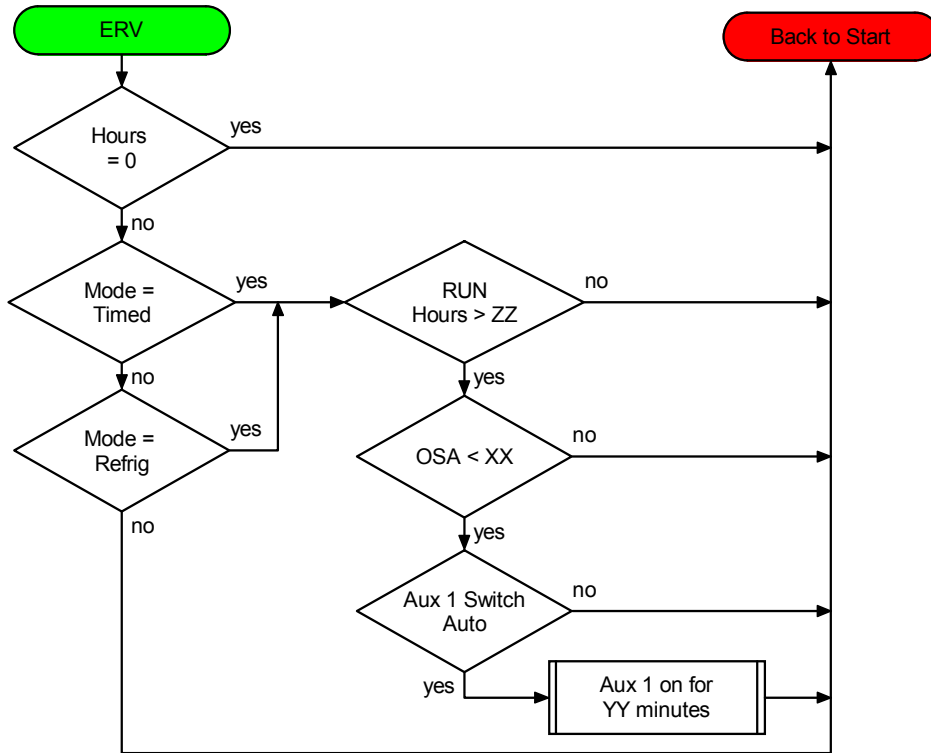 ERV
Back to Start
Hours
= 0
yes
no
Mode =
Timed
yes
RUN
Hours > ZZ
no
no
yes
Mode =
Refrig
yes
OSA < XX
no
no
yes
Aux 1 Switch
Auto
no
yes
Aux 1 on for
YY minutes